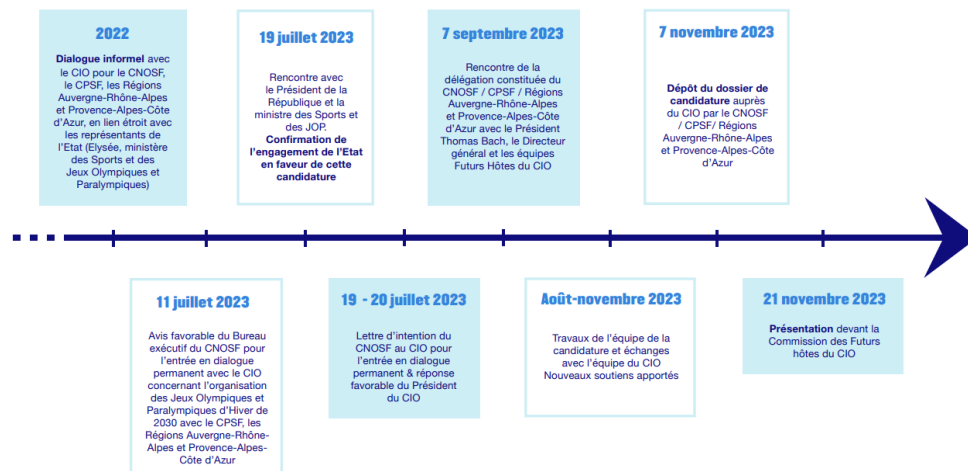 2022
Dialogue informel avec
le CIO pour le CNOSF,
le CPSF, les Régions
Auvergne-Rhône-Alpes
et Provence-Alpes-Côte
d'Azur, en lien étroit avec
les représentants de
l'Etat (Elysée, ministère
des Sports et des
Jeux Olympiques et
Paralympiques)
19 juillet 2023
Rencontre avec
le Président de la
République et la
ministre des Sports et
des JOP.
Confirmation de
l'engagement de l'Etat
en faveur de cette
candidature
7 septembre 2023
Rencontre de la
délégation constituée du
CNOSF / CPSF / Régions
Auvergne-Rhône-Alpes
et Provence-Alpes-Côte
d'Azur avec le Président
Thomas Bach, le Directeur
général et les équipes
Futurs Hôtes du CIO
7 novembre 2023
Dépôt du dossier de
candidature auprès
du CIO par le CNOSF
/ CPSF/ Régions
Auvergne-Rhône-Alpes
et Provence-Alpes-Côte
d'Azur
11 juillet 2023
Avis favorable du Bureau
exécutif du CNOSF pour
l'entrée en dialogue
permanent avec le CIO
concernant l'organisation
des Jeux Olympiques et
Paralympiques d'Hiver de
2030 avec le CPSF, les
Régions Auvergne-Rhône-
Alpes et Provence-Alpes-
Côte d'Azur
19 - 20 juillet 2023
Lettre d'intention du
CNOSF au CIO pour
l'entrée en dialogue
permanent & réponse
favorable du Président
du CIO
Août-novembre 2023
Travaux de l'équipe de la
candidature et échanges
avec l'équipe du CIO
Nouveaux soutiens apportés
21 novembre 2023
Présentation devant la
Commission des Futurs
hôtes du CIO